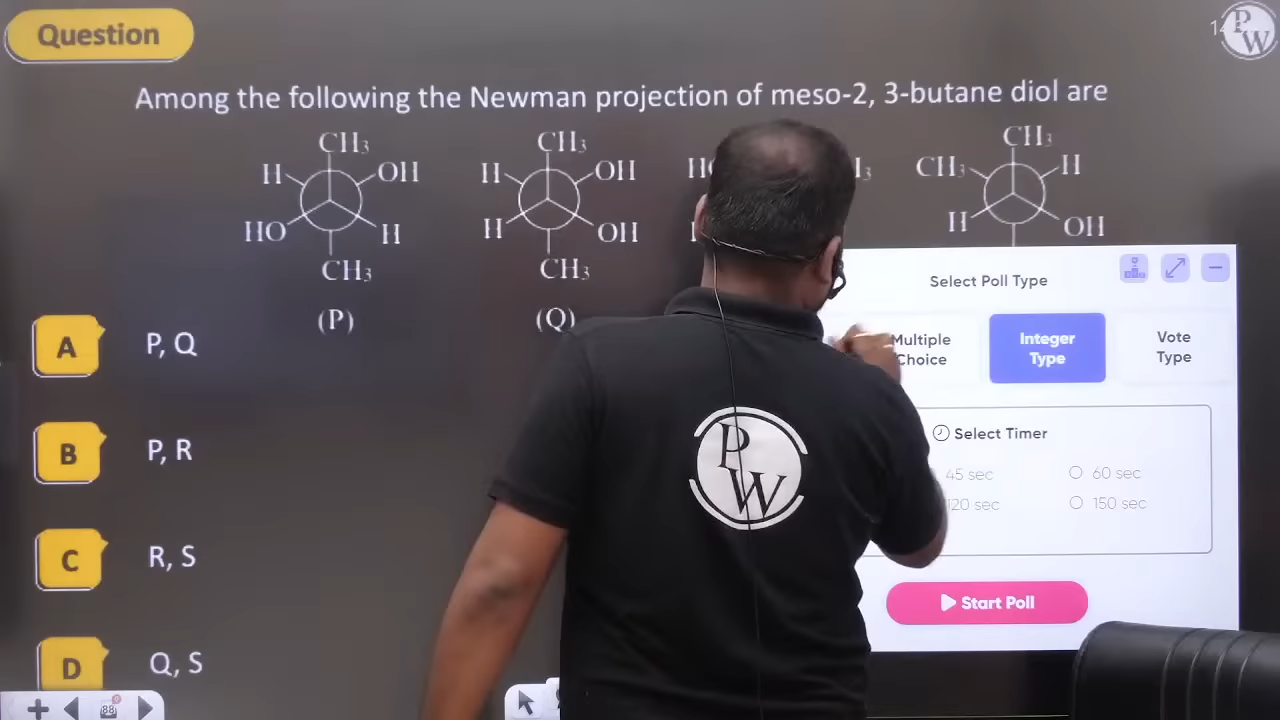 Question
PW
Among the following the Newman projection of meso-2, 3-butane diol are
CH₃ CH₃ CH₃
H OH H OH CH₃ H
HO H H OH H OH
CH₃ CH₃
(P) (Q)
A P, Q
B P, R
C R, S
D Q, S
Select Poll Type
Multiple Choice
Integer Type
Vote Type
Select Timer
45 sec 60 sec
120 sec 150 sec
Start Poll
PW